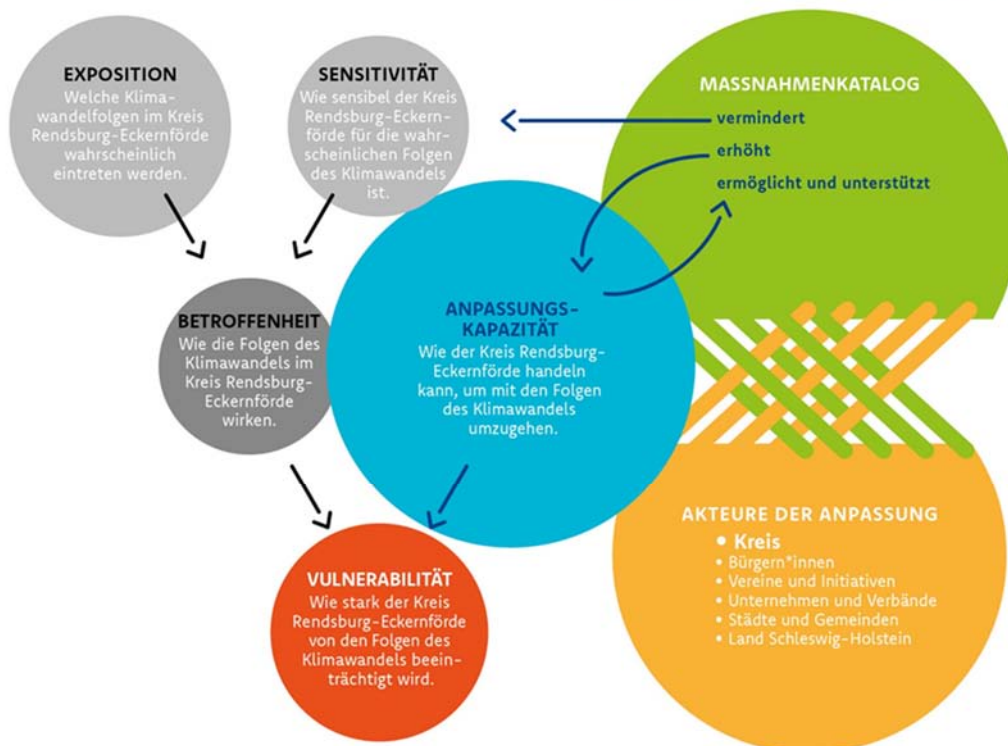 EXPOSITION
Welche Klima-
wandelfolgen im Kreis
Rendsburg-Eckernförde
wahrscheinlich
eintreten werden.
SENSITIVITÄT
Wie sensibel der Kreis
Rendsburg-Eckern-
förde für die wahr-
scheinlichen Folgen
des Klimawandels
ist.
MASSNAHMENKATALOG
vermindert
erhöht
ermöglicht und unterstützt
BETROFFENHEIT
Wie die Folgen des
Klimawandels im
Kreis Rendsburg-
Eckernförde
wirken.
ANPASSUNGS-
KAPAZITÄT
Wie der Kreis Rendsburg-
Eckernförde handeln
kann, um mit den Folgen
des Klimawandels
umzugehen.
VULNERABILITÄT
Wie stark der Kreis
Rendsburg-Eckernförde
von den Folgen des
Klimawandels beein-
trächtigt wird.
AKTEURE DER ANPASSUNG
• Kreis
• Bürgern*innen
• Vereine und Initiativen
• Unternehmen und Verbände
• Städte und Gemeinden
• Land Schleswig-Holstein